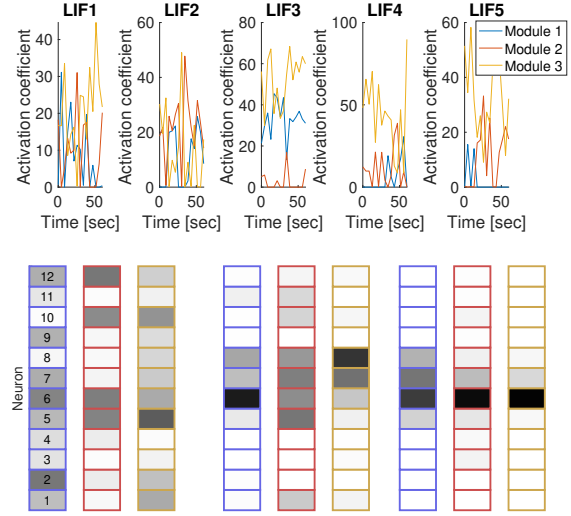 LIF1 LIF2 LIF3 LIF4 LIF5
Module 1
Module 2
Module 3
Activation coefficient
40
30
20
10
0
0 50
Time [sec]
Activation coefficient
60
40
20
0
0 50
Time [sec]
Activation coefficient
80
60
40
20
0
0 50
Time [sec]
Activation coefficient
100
50
0
0 50
Time [sec]
Activation coefficient
60
40
20
0
0 50
Time [sec]
Neuron
12
11
10
9
8
7
6
5
4
3
2
1